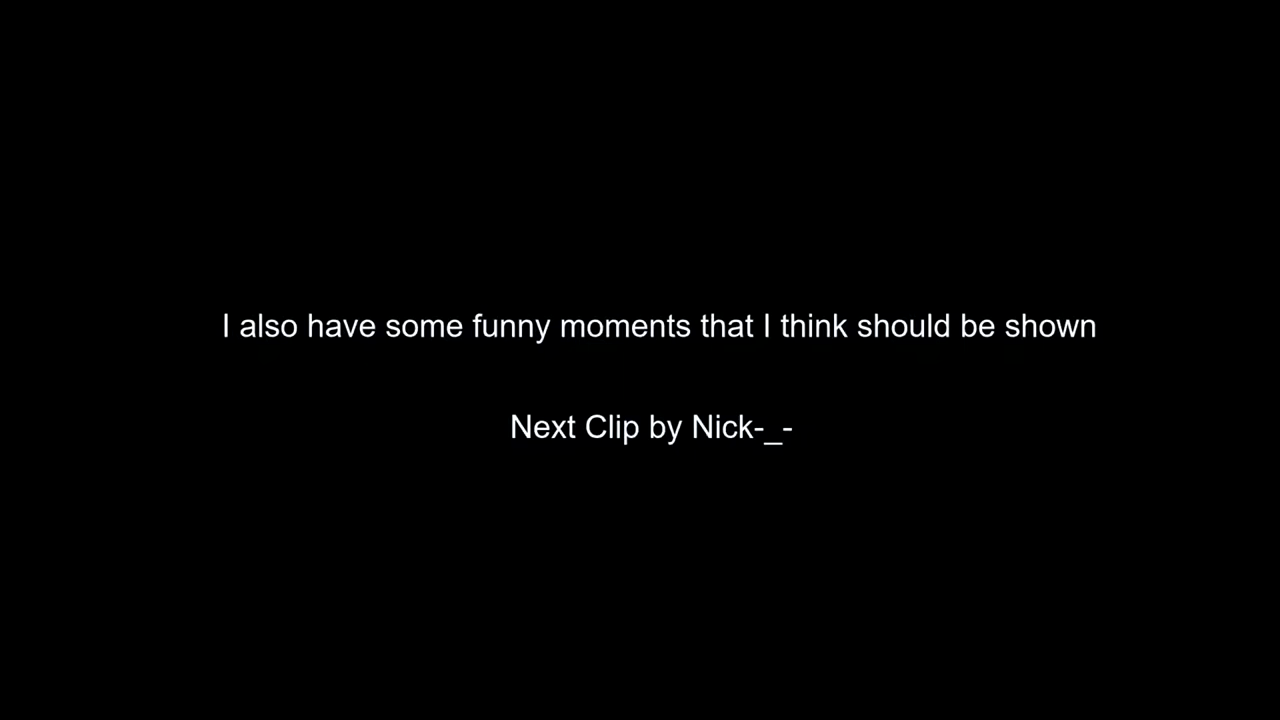 I also have some funny moments that I think should be shown
Next Clip by Nick-_-